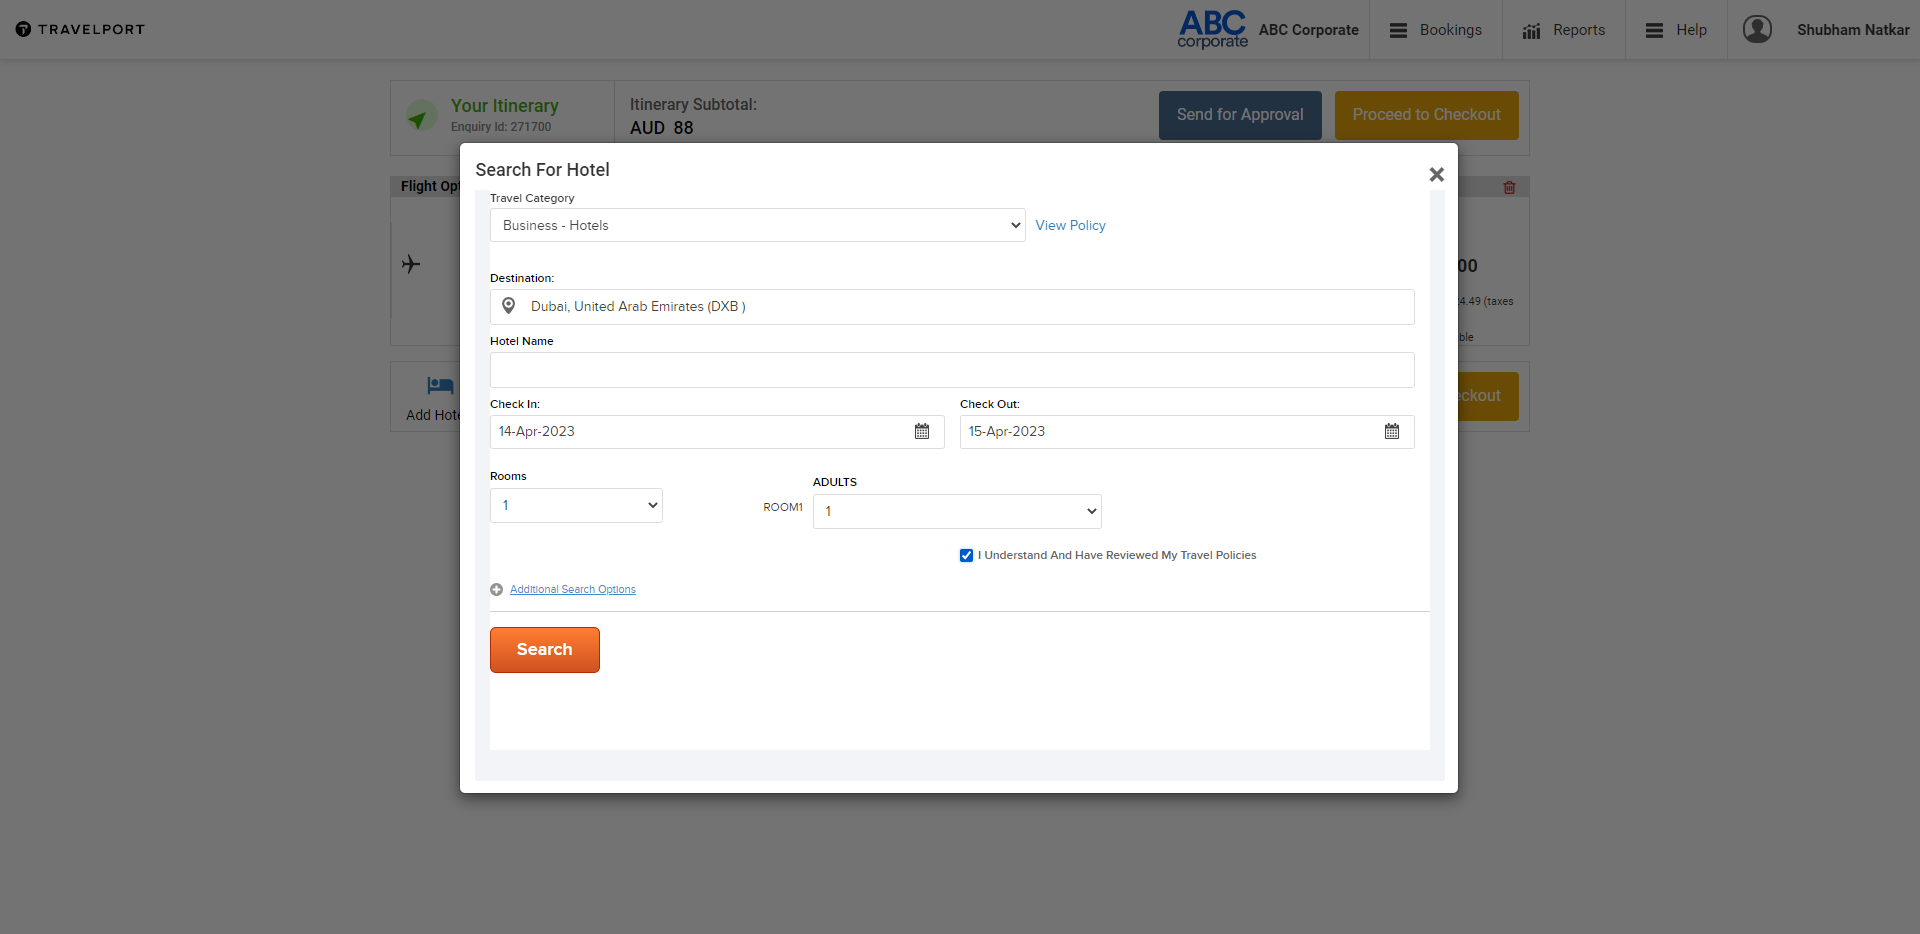 TRAVELPORT
ABC
corporate
ABC Corporate
Bookings
Reports
Help
Shubham Natkar
Your Itinerary
Enquiry Id: 271700
Itinerary Subtotal:
AUD 88
Send for Approval
Proceed to Checkout
Search For Hotel
Flight Opt
Travel Category
Business - Hotels
View Policy
00
4.49 (taxes
ble
Destination:
Dubai, United Arab Emirates (DXB )
Hotel Name
Add Hote
eckout
Check In:
Check Out:
14-Apr-2023
15-Apr-2023
Rooms
ADULTS
1
ROOM1
1
I Understand And Have Reviewed My Travel Policies
Additional Search Options
Search